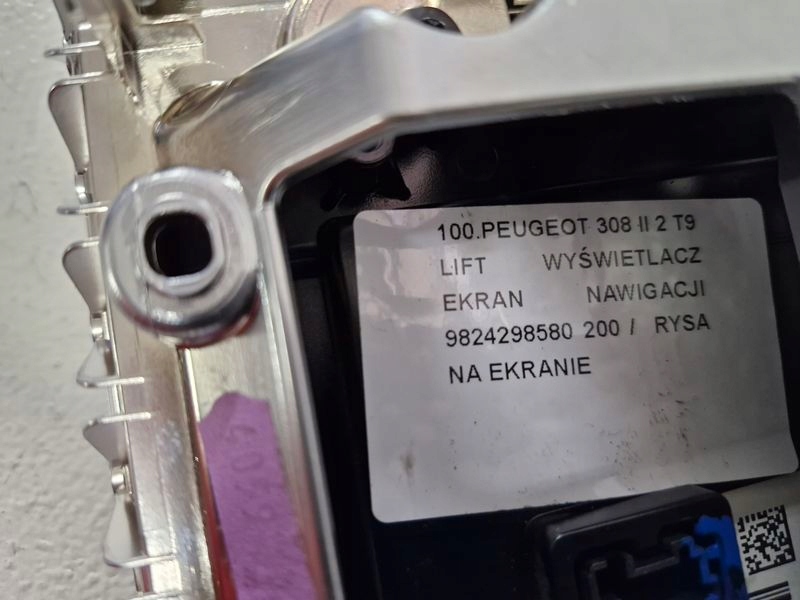 100.PEUGEOT 308 II 2 T9
LIFT WYŚWIETLACZ
EKRAN NAWIGACJI
9824298580 200 / RYSA
NA EKRANIE